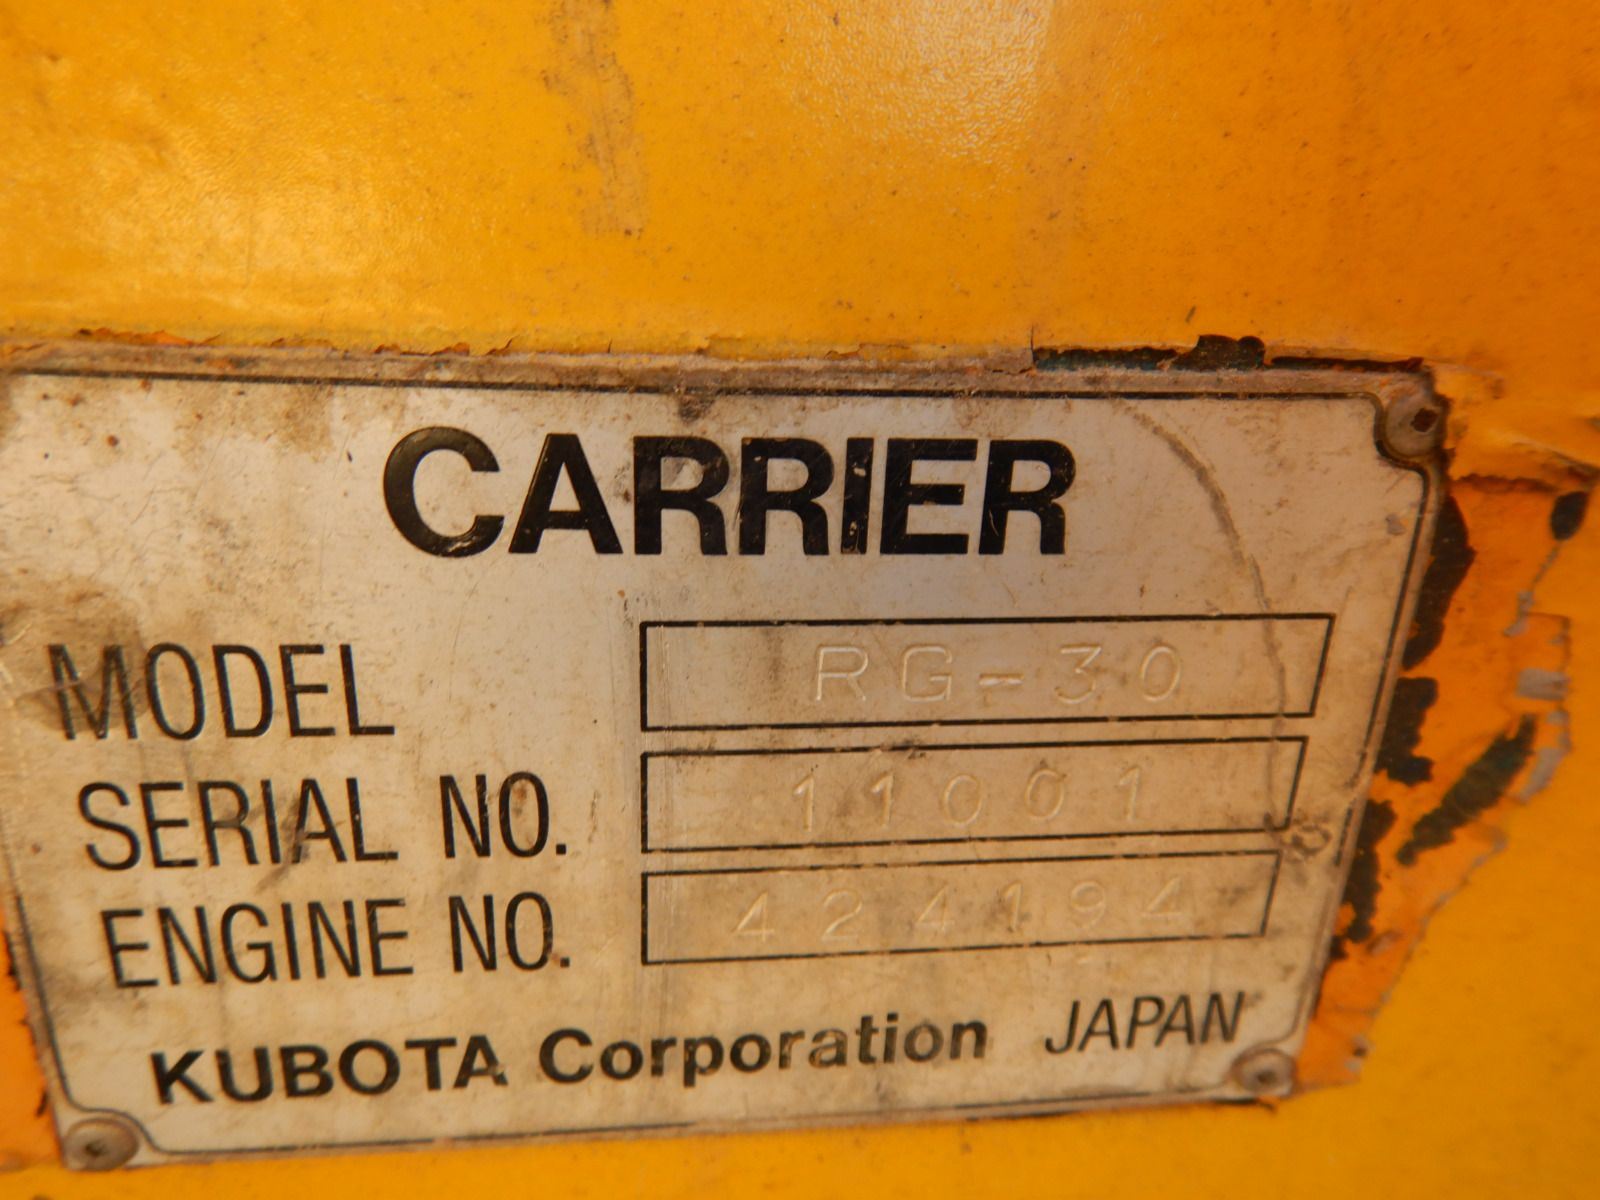 CARRIER
MODEL RG-30
SERIAL NO. 11001
ENGINE NO. 424194
KUBOTA Corporation JAPAN